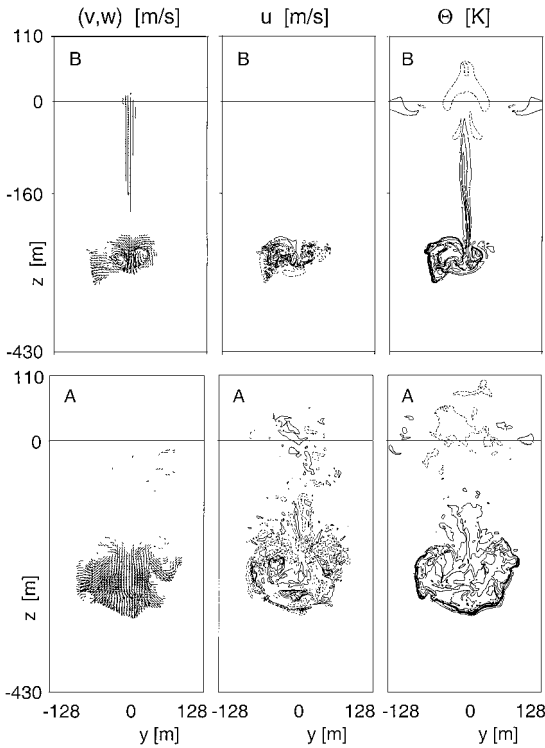 (v,w) [m/s] u [m/s] Θ [K]
110
B B B
0
-160
z [m]
-430
110
A A A
0
z [m]
-430
-128 0 128 -128 0 128 -128 0 128
y [m] y [m] y [m]